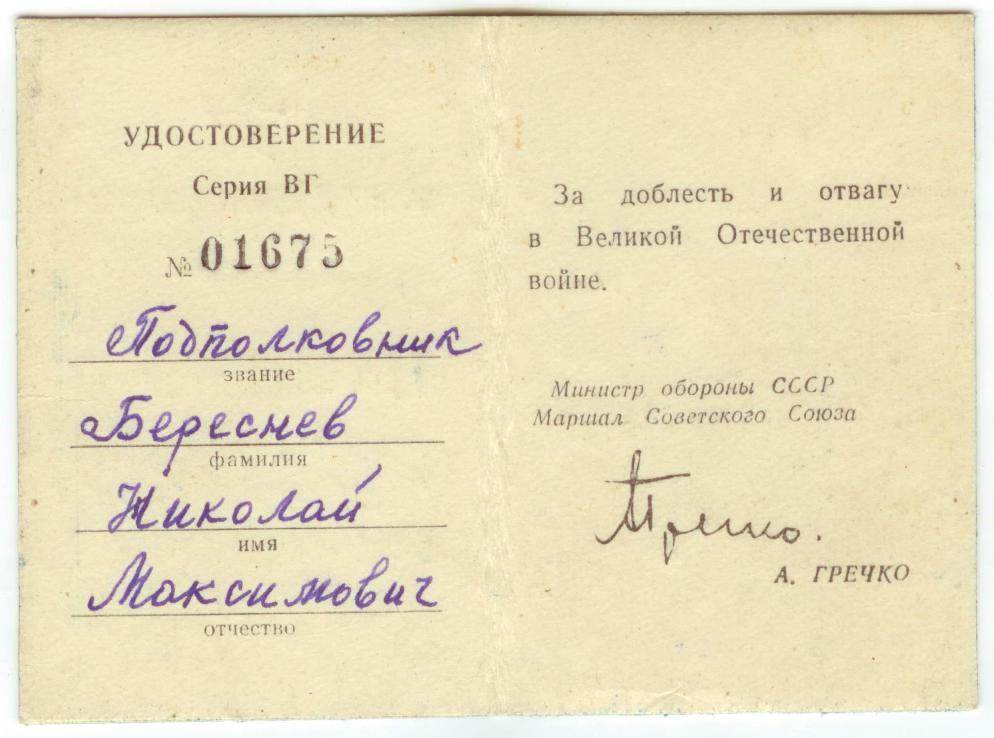 УДОСТОВЕРЕНИЕ
Серия ВГ
№ 01675
Подполковник
звание
Береснев
фамилия
Николай
имя
Максимович
отчество
За доблесть и отвагу
в Великой Отечественной
войне.
Министр обороны СССР
Маршал Советского Союза
АГречко.
А. ГРЕЧКО